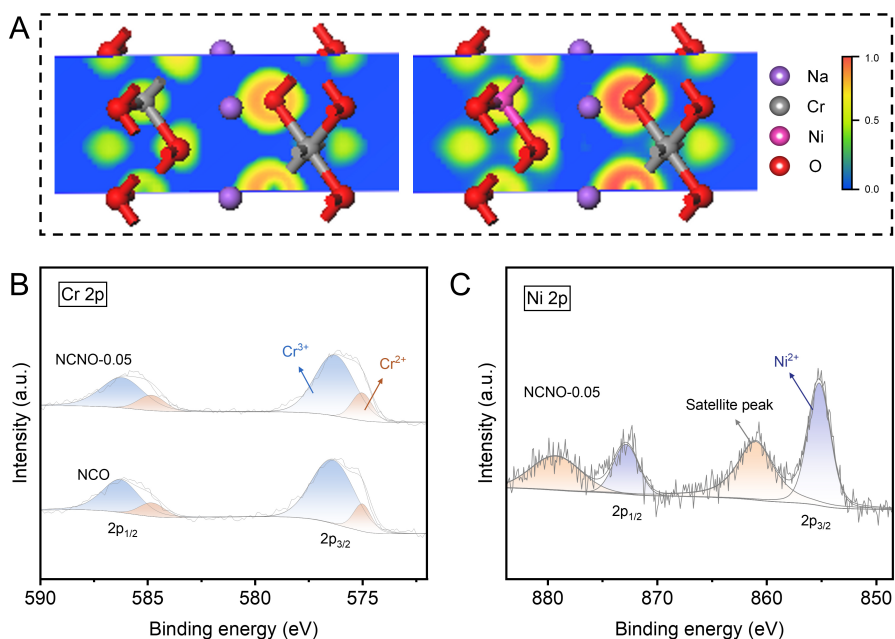 A
Na
Cr
Ni
O
1.0
0.5
0.0
B
Cr 2p
NCNO-0.05
Cr³⁺
Cr²⁺
NCO
2p₁/₂
2p₃/₂
Intensity (a.u.)
590
585
580
575
Binding energy (eV)
C
Ni 2p
NCNO-0.05
Ni²⁺
Satellite peak
2p₁/₂
2p₃/₂
Intensity (a.u.)
880
870
860
850
Binding energy (eV)